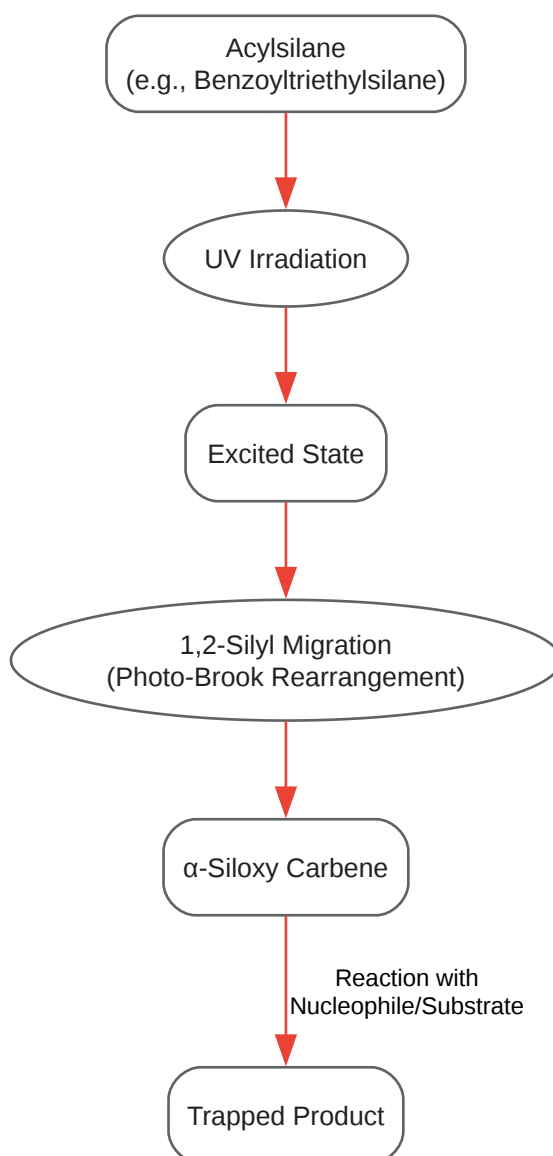 Acylsilane
(e.g., Benzoyltriethylsilane)
UV Irradiation
Excited State
1,2-Silyl Migration
(Photo-Brook Rearrangement)
α-Siloxy Carbene
Reaction with
Nucleophile/Substrate
Trapped Product